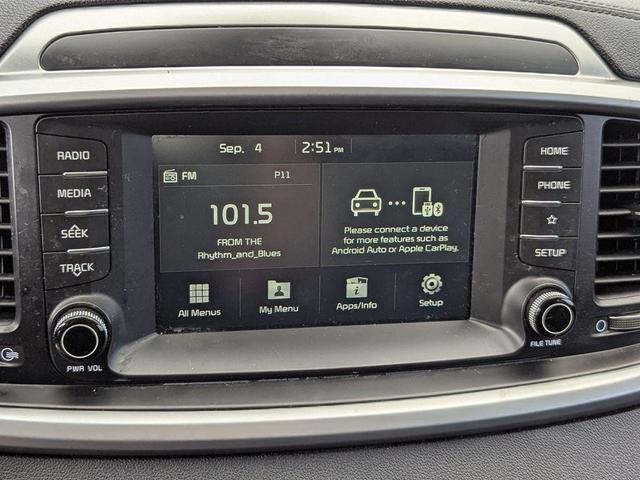 Sep. 4 2:51 PM
RADIO
MEDIA
SEEK
TRACK
PWR VOL
FM P11
101.5
FROM THE
Rhythm_and_Blues
Please connect a device
for more features such as
Android Auto or Apple CarPlay.
All Menus
My Menu
Apps/Info
Setup
HOME
PHONE
SETUP
FILE TUNE